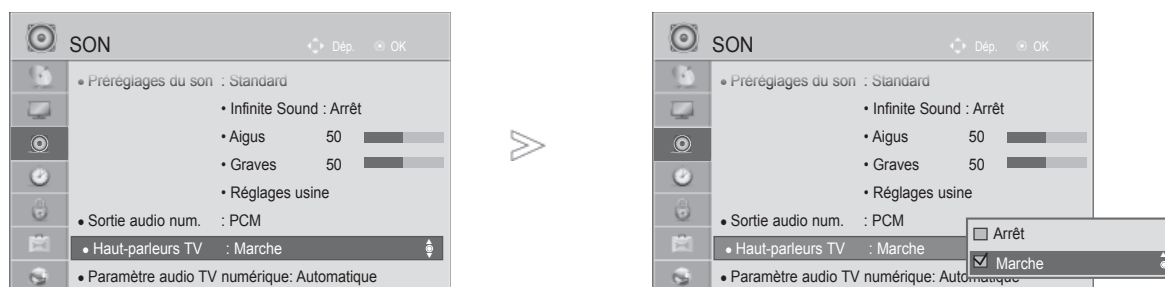 SON
Dép. OK
• Préréglages du son : Standard
• Infinite Sound : Arrêt
• Aigus 50
• Graves 50
• Réglages usine
• Sortie audio num. : PCM
• Haut-parleurs TV : Marche
• Paramètre audio TV numérique: Automatique
SON
Dép. OK
• Préréglages du son : Standard
• Infinite Sound : Arrêt
• Aigus 50
• Graves 50
• Réglages usine
• Sortie audio num. : PCM
• Haut-parleurs TV : Marche
• Paramètre audio TV numérique: Automatique
Arrêt
Marche